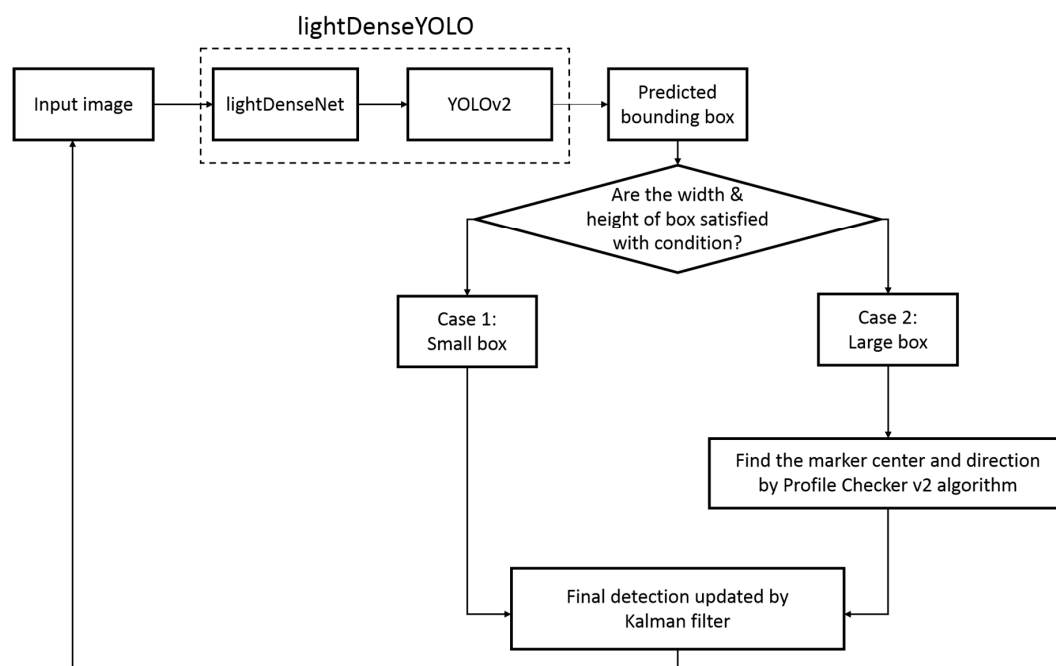 lightDenseYOLO
Input image
lightDenseNet
YOLOv2
Predicted
bounding box
Are the width &
height of box satisfied
with condition?
Case 1:
Small box
Case 2:
Large box
Find the marker center and direction
by Profile Checker v2 algorithm
Final detection updated by
Kalman filter